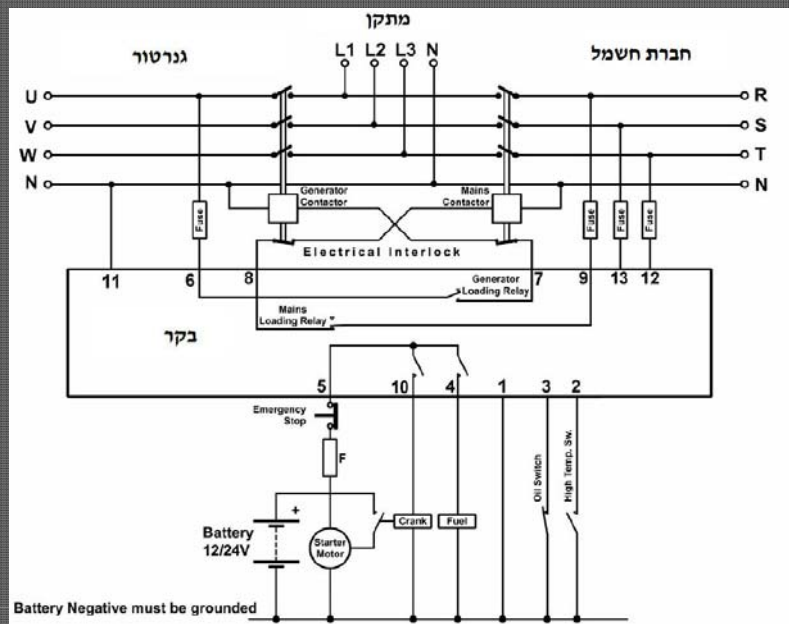 מתקן
גנרטור
L1 L2 L3 N
חברת חשמל
U
R
V
S
W
T
N
N
Generator
Contactor
Mains
Contactor
Fuse
Fuse
Fuse
Fuse
Electrical Interlock
11 6 8 7 9 13 12
Generator
Loading Relay
Mains
Loading Relay
בקר
5 10 4 1 3 2
Emergency
Stop
F
Oil Switch
High Temp. Sw.
+
Battery
12/24V
Starter
Motor
Crank
Fuel
Battery Negative must be grounded